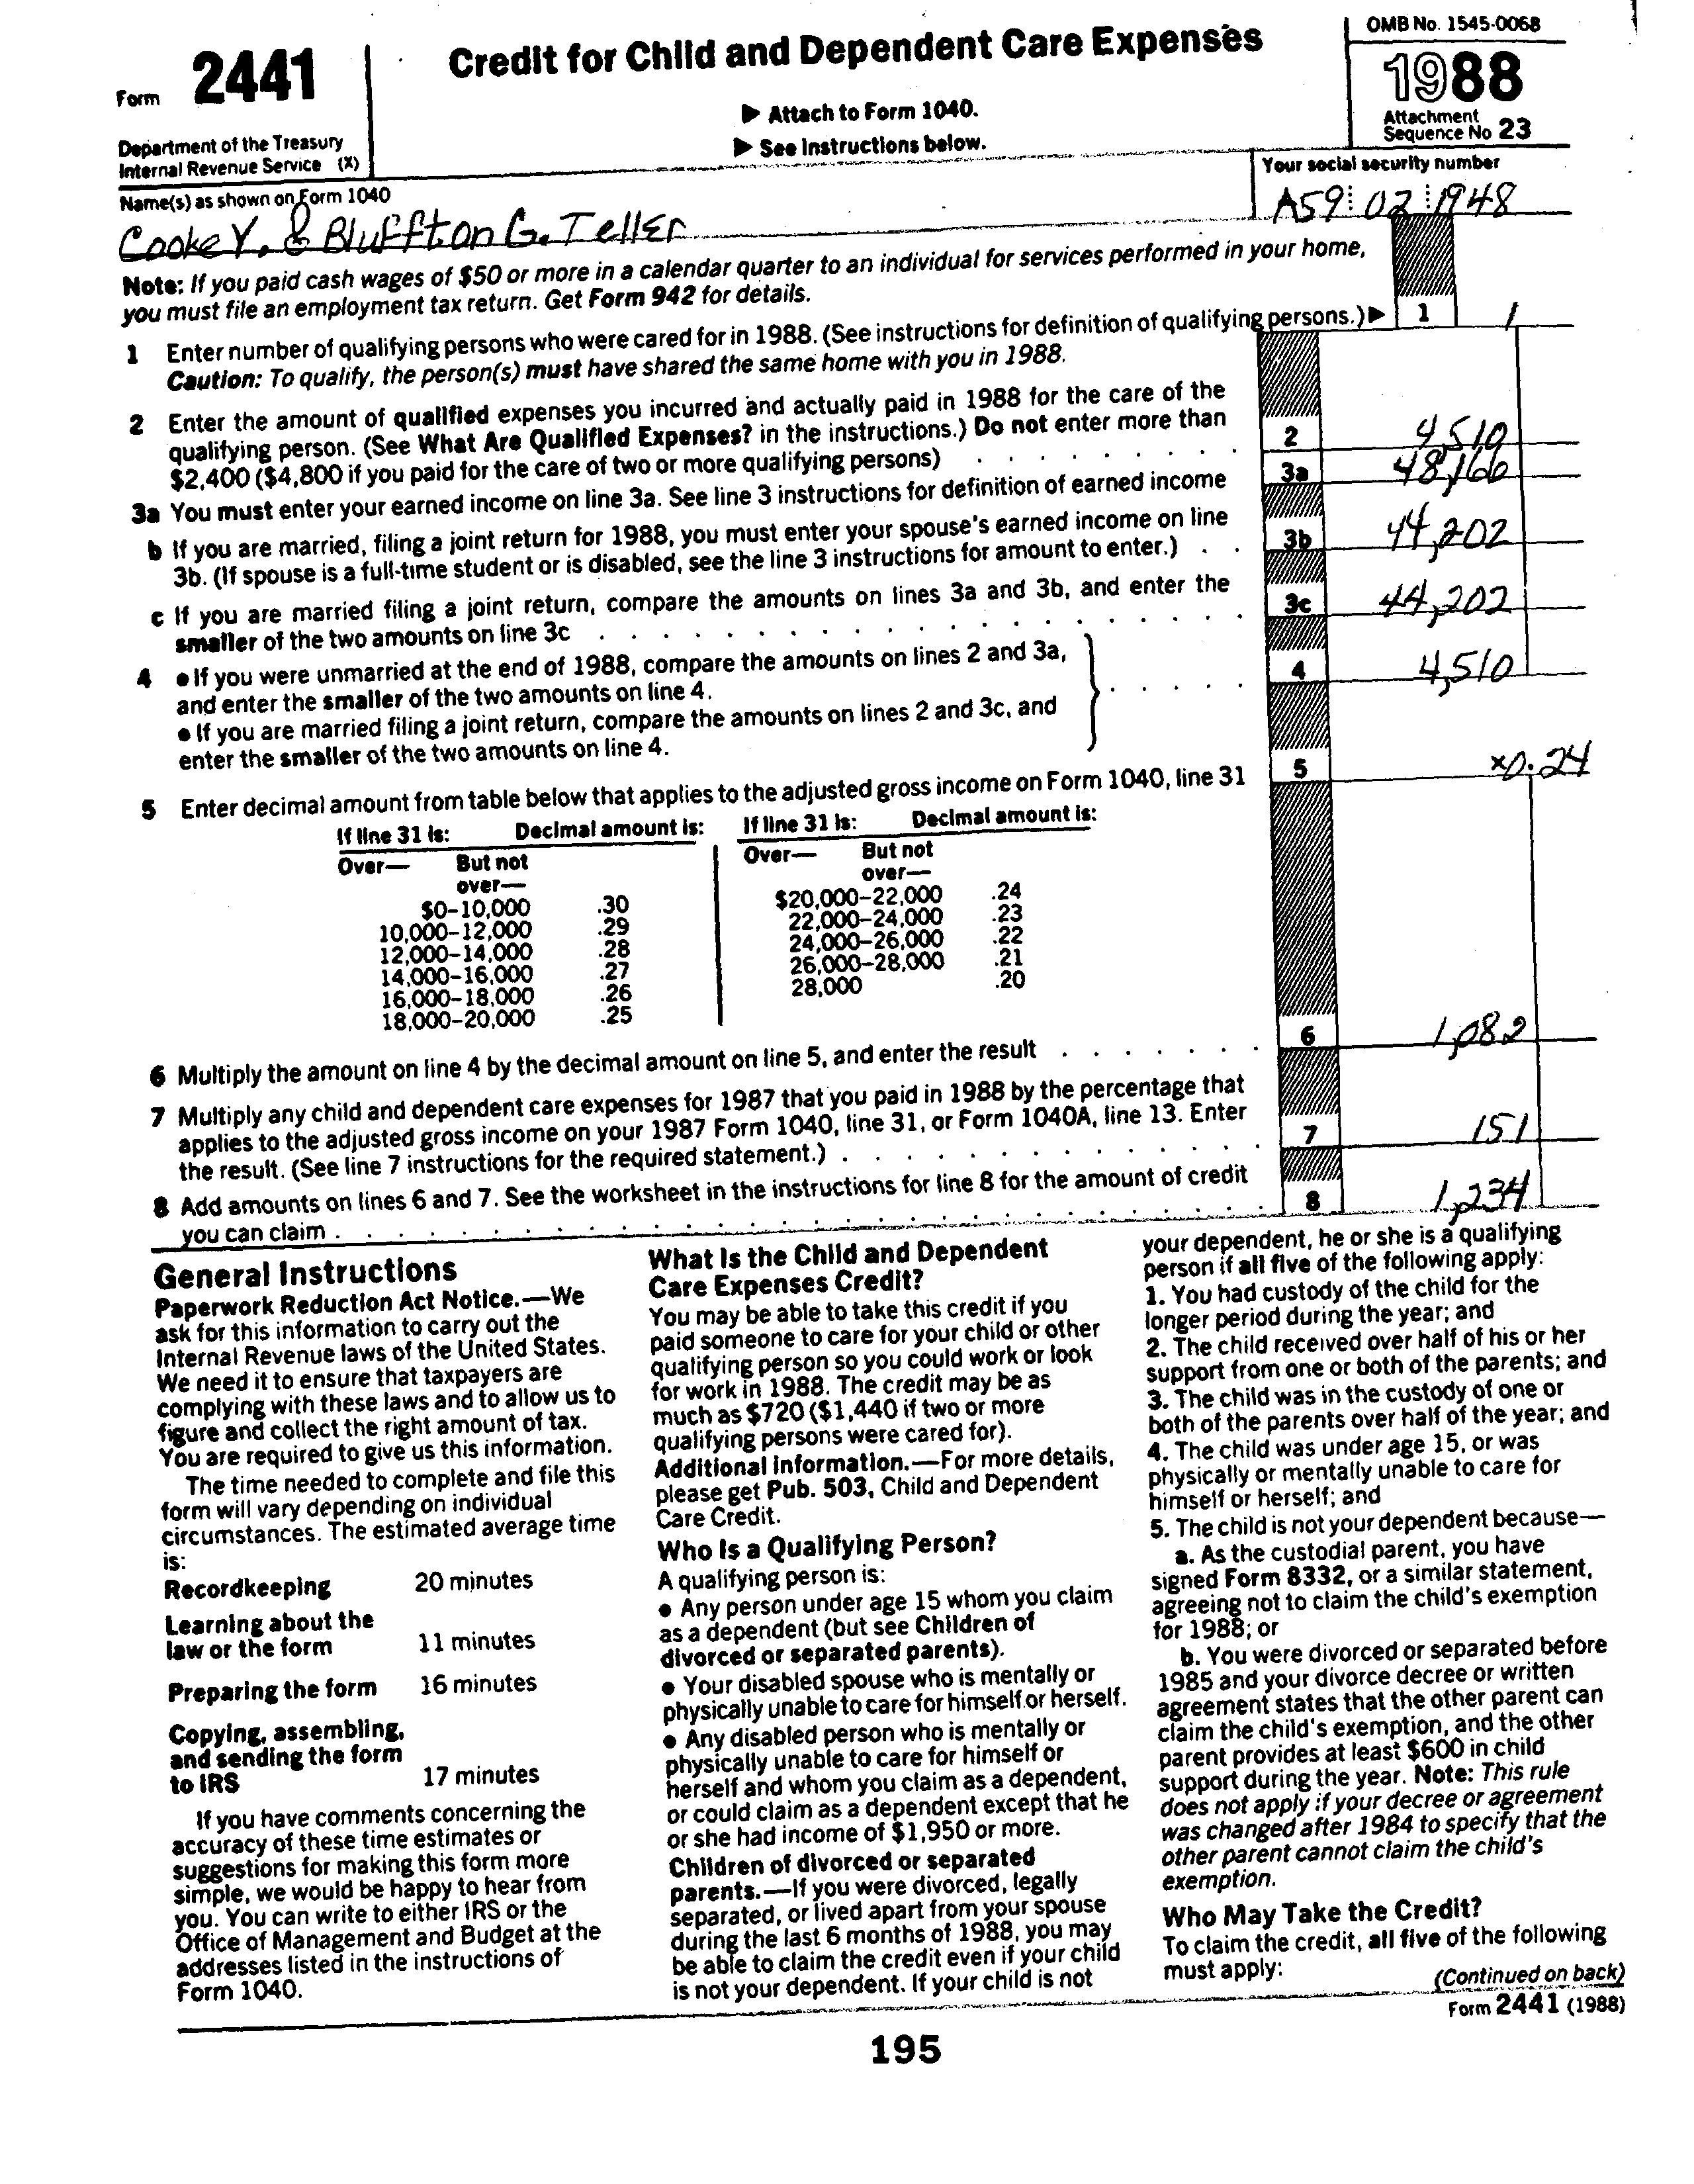 Form 2441
Department of the Treasury
Internal Revenue Service (X)
Credit for Child and Dependent Care Expenses
▶ Attach to Form 1040.
▶ See Instructions below.
OMB No. 1545-0068
1988
Attachment
Sequence No 23
Name(s) as shown on Form 1040
Cooke Y. & Bluffton G. Teller
Your social security number
A59 02 1948
Note: If you paid cash wages of $50 or more in a calendar quarter to an individual for services performed in your home,
you must file an employment tax return. Get Form 942 for details.
1 Enter number of qualifying persons who were cared for in 1988. (See instructions for definition of qualifying persons.) ▶ 1 1
Caution: To qualify, the person(s) must have shared the same home with you in 1988.
2 Enter the amount of qualified expenses you incurred and actually paid in 1988 for the care of the
qualifying person. (See What Are Qualified Expenses? in the instructions.) Do not enter more than
$2,400 ($4,800 if you paid for the care of two or more qualifying persons) . . . . . . . . 2 4,510
3a You must enter your earned income on line 3a. See line 3 instructions for definition of earned income 3a 48,166
b If you are married, filing a joint return for 1988, you must enter your spouse's earned income on line
3b. (If spouse is a full-time student or is disabled, see the line 3 instructions for amount to enter.) . . 3b 44,202
c If you are married filing a joint return, compare the amounts on lines 3a and 3b, and enter the
smaller of the two amounts on line 3c . . . . . . . . . . . . . . . . . . 3c 44,202
4 ● If you were unmarried at the end of 1988, compare the amounts on lines 2 and 3a,
and enter the smaller of the two amounts on line 4.
● If you are married filing a joint return, compare the amounts on lines 2 and 3c, and
enter the smaller of the two amounts on line 4. . . . . . 4 4,510
5 Enter decimal amount from table below that applies to the adjusted gross income on Form 1040, line 31 5 ×0.24
If line 31 is: Decimal amount is: If line 31 is: Decimal amount is:
Over— But not over— Over— But not over—
$0–10,000 .30 $20,000–22,000 .24
10,000–12,000 .29 22,000–24,000 .23
12,000–14,000 .28 24,000–26,000 .22
14,000–16,000 .27 26,000–28,000 .21
16,000–18,000 .26 28,000 .20
18,000–20,000 .25
6 Multiply the amount on line 4 by the decimal amount on line 5, and enter the result . . . . . . . 6 1,082
7 Multiply any child and dependent care expenses for 1987 that you paid in 1988 by the percentage that
applies to the adjusted gross income on your 1987 Form 1040, line 31, or Form 1040A, line 13. Enter
the result. (See line 7 instructions for the required statement.) . . . . . . . . . . . . 7 151
8 Add amounts on lines 6 and 7. See the worksheet in the instructions for line 8 for the amount of credit
you can claim . . . . . . . . . . . . . . . . . . . . . . . . . 8 1,234
General Instructions
Paperwork Reduction Act Notice.—We
ask for this information to carry out the
Internal Revenue laws of the United States.
We need it to ensure that taxpayers are
complying with these laws and to allow us to
figure and collect the right amount of tax.
You are required to give us this information.
The time needed to complete and file this
form will vary depending on individual
circumstances. The estimated average time
is:
Recordkeeping 20 minutes
Learning about the
law or the form 11 minutes
Preparing the form 16 minutes
Copying, assembling,
and sending the form
to IRS 17 minutes
If you have comments concerning the
accuracy of these time estimates or
suggestions for making this form more
simple, we would be happy to hear from
you. You can write to either IRS or the
Office of Management and Budget at the
addresses listed in the instructions of
Form 1040.
What Is the Child and Dependent
Care Expenses Credit?
You may be able to take this credit if you
paid someone to care for your child or other
qualifying person so you could work or look
for work in 1988. The credit may be as
much as $720 ($1,440 if two or more
qualifying persons were cared for).
Additional Information.—For more details,
please get Pub. 503, Child and Dependent
Care Credit.
Who Is a Qualifying Person?
A qualifying person is:
● Any person under age 15 whom you claim
as a dependent (but see Children of
divorced or separated parents).
● Your disabled spouse who is mentally or
physically unable to care for himself or herself.
● Any disabled person who is mentally or
physically unable to care for himself or
herself and whom you claim as a dependent,
or could claim as a dependent except that he
or she had income of $1,950 or more.
Children of divorced or separated
parents.—If you were divorced, legally
separated, or lived apart from your spouse
during the last 6 months of 1988, you may
be able to claim the credit even if your child
is not your dependent. If your child is not
your dependent, he or she is a qualifying
person if all five of the following apply:
1. You had custody of the child for the
longer period during the year; and
2. The child received over half of his or her
support from one or both of the parents; and
3. The child was in the custody of one or
both of the parents over half of the year; and
4. The child was under age 15, or was
physically or mentally unable to care for
himself or herself; and
5. The child is not your dependent because—
a. As the custodial parent, you have
signed Form 8332, or a similar statement,
agreeing not to claim the child's exemption
for 1988; or
b. You were divorced or separated before
1985 and your divorce decree or written
agreement states that the other parent can
claim the child's exemption, and the other
parent provides at least $600 in child
support during the year. Note: This rule
does not apply if your decree or agreement
was changed after 1984 to specify that the
other parent cannot claim the child's
exemption.
Who May Take the Credit?
To claim the credit, all five of the following
must apply:
(Continued on back)
Form 2441 (1988)
195